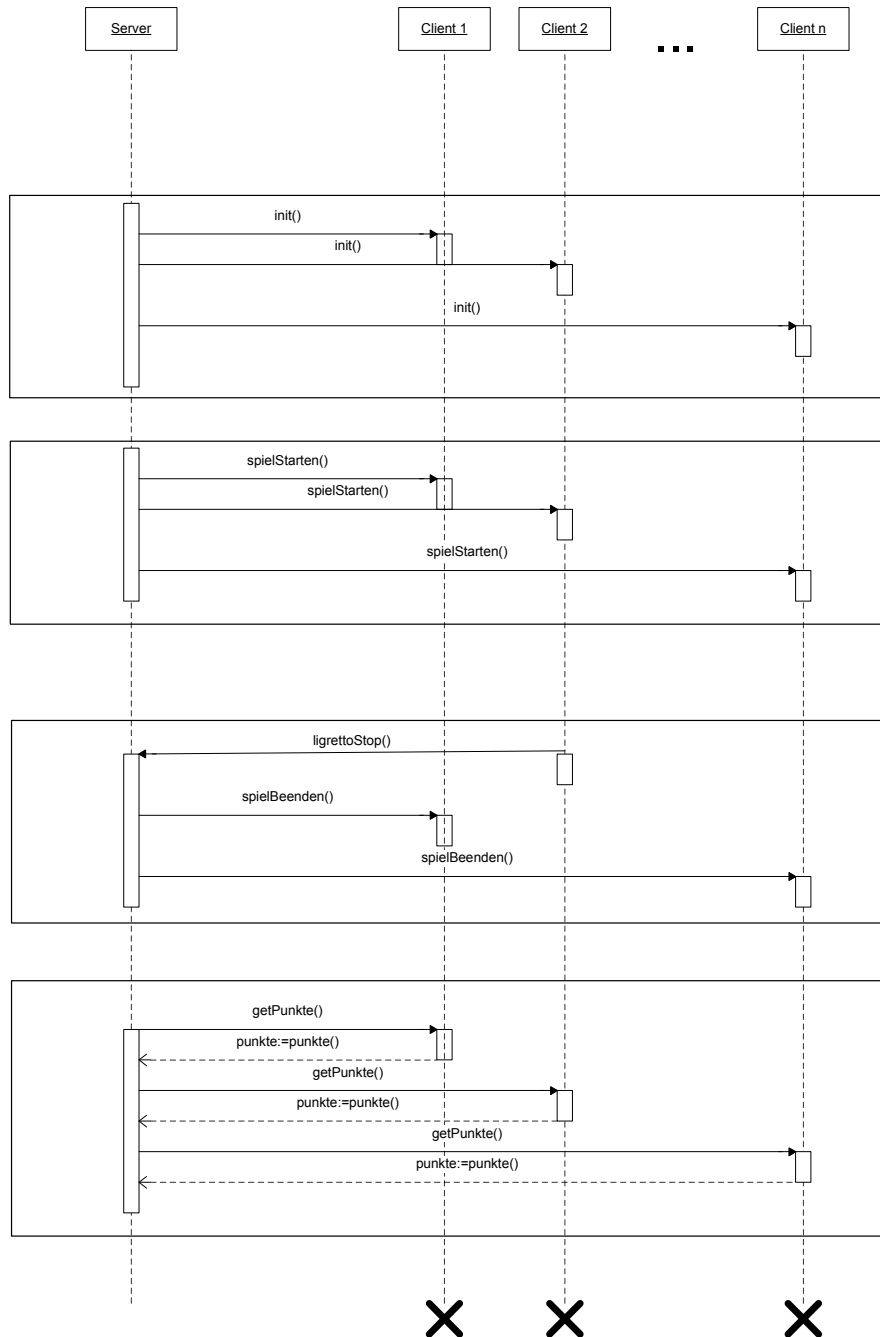 Server
Client 1
Client 2
...
Client n
init()
init()
init()
spielStarten()
spielStarten()
spielStarten()
ligrettoStop()
spielBeenden()
spielBeenden()
getPunkte()
punkte:=punkte()
getPunkte()
punkte:=punkte()
getPunkte()
punkte:=punkte()